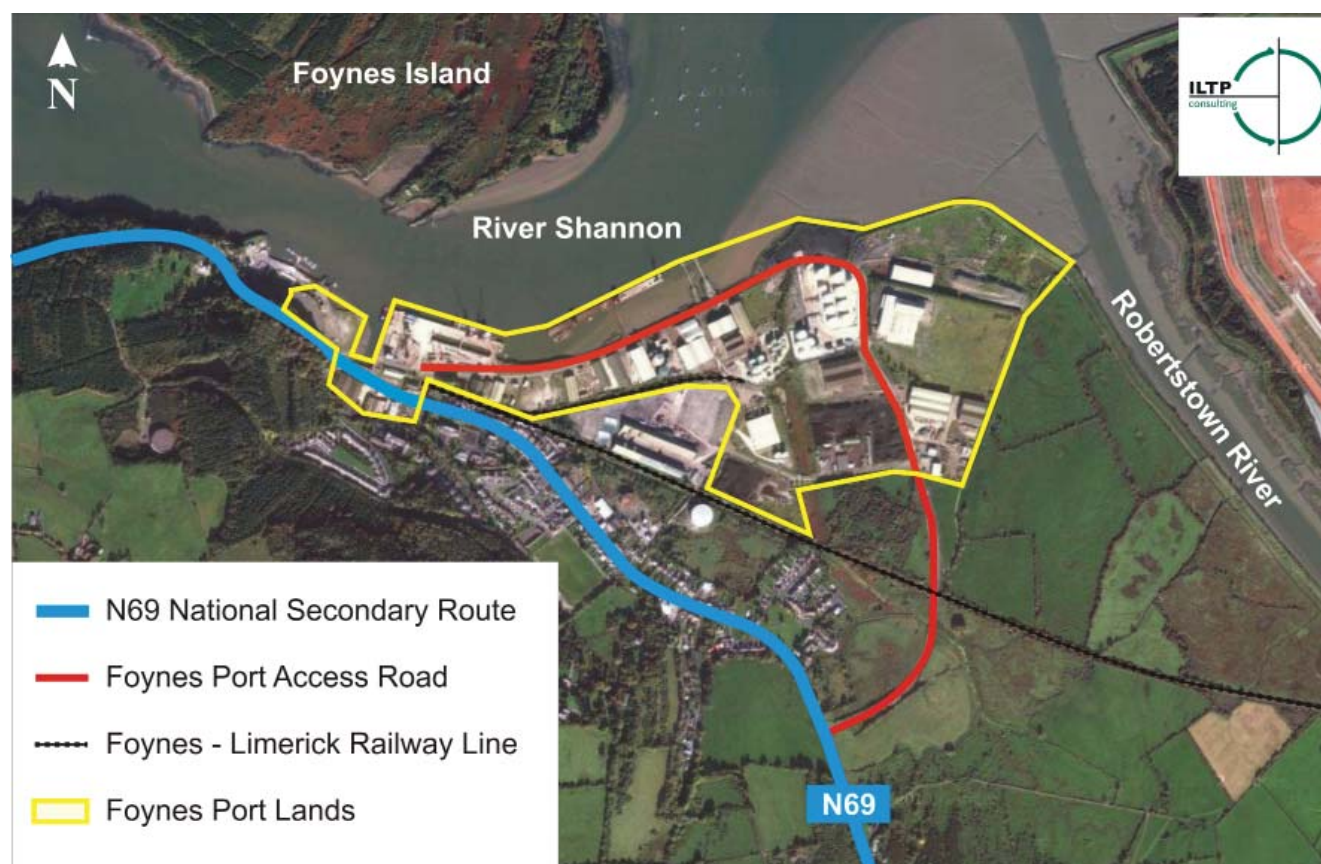 N
Foynes Island
ILTP
consulting
River Shannon
Robertstown River
N69 National Secondary Route
Foynes Port Access Road
Foynes - Limerick Railway Line
Foynes Port Lands
N69